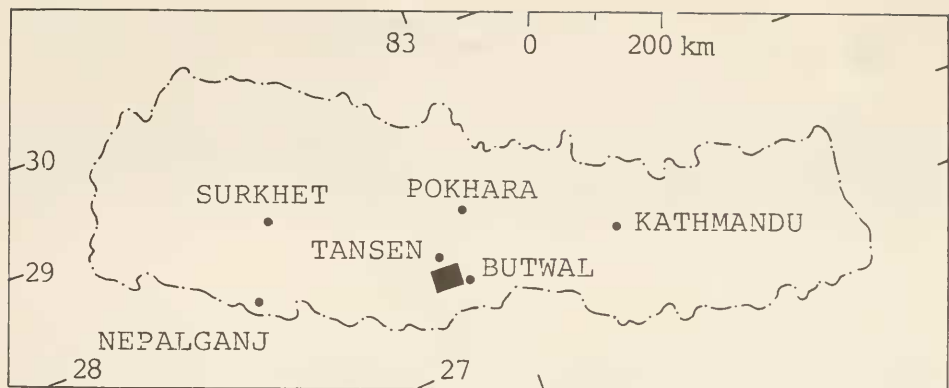 83
0 200 km
30
SURKHET
POKHARA
KATHMANDU
TANSEN
29
BUTWAL
NEPALGANJ
28
27